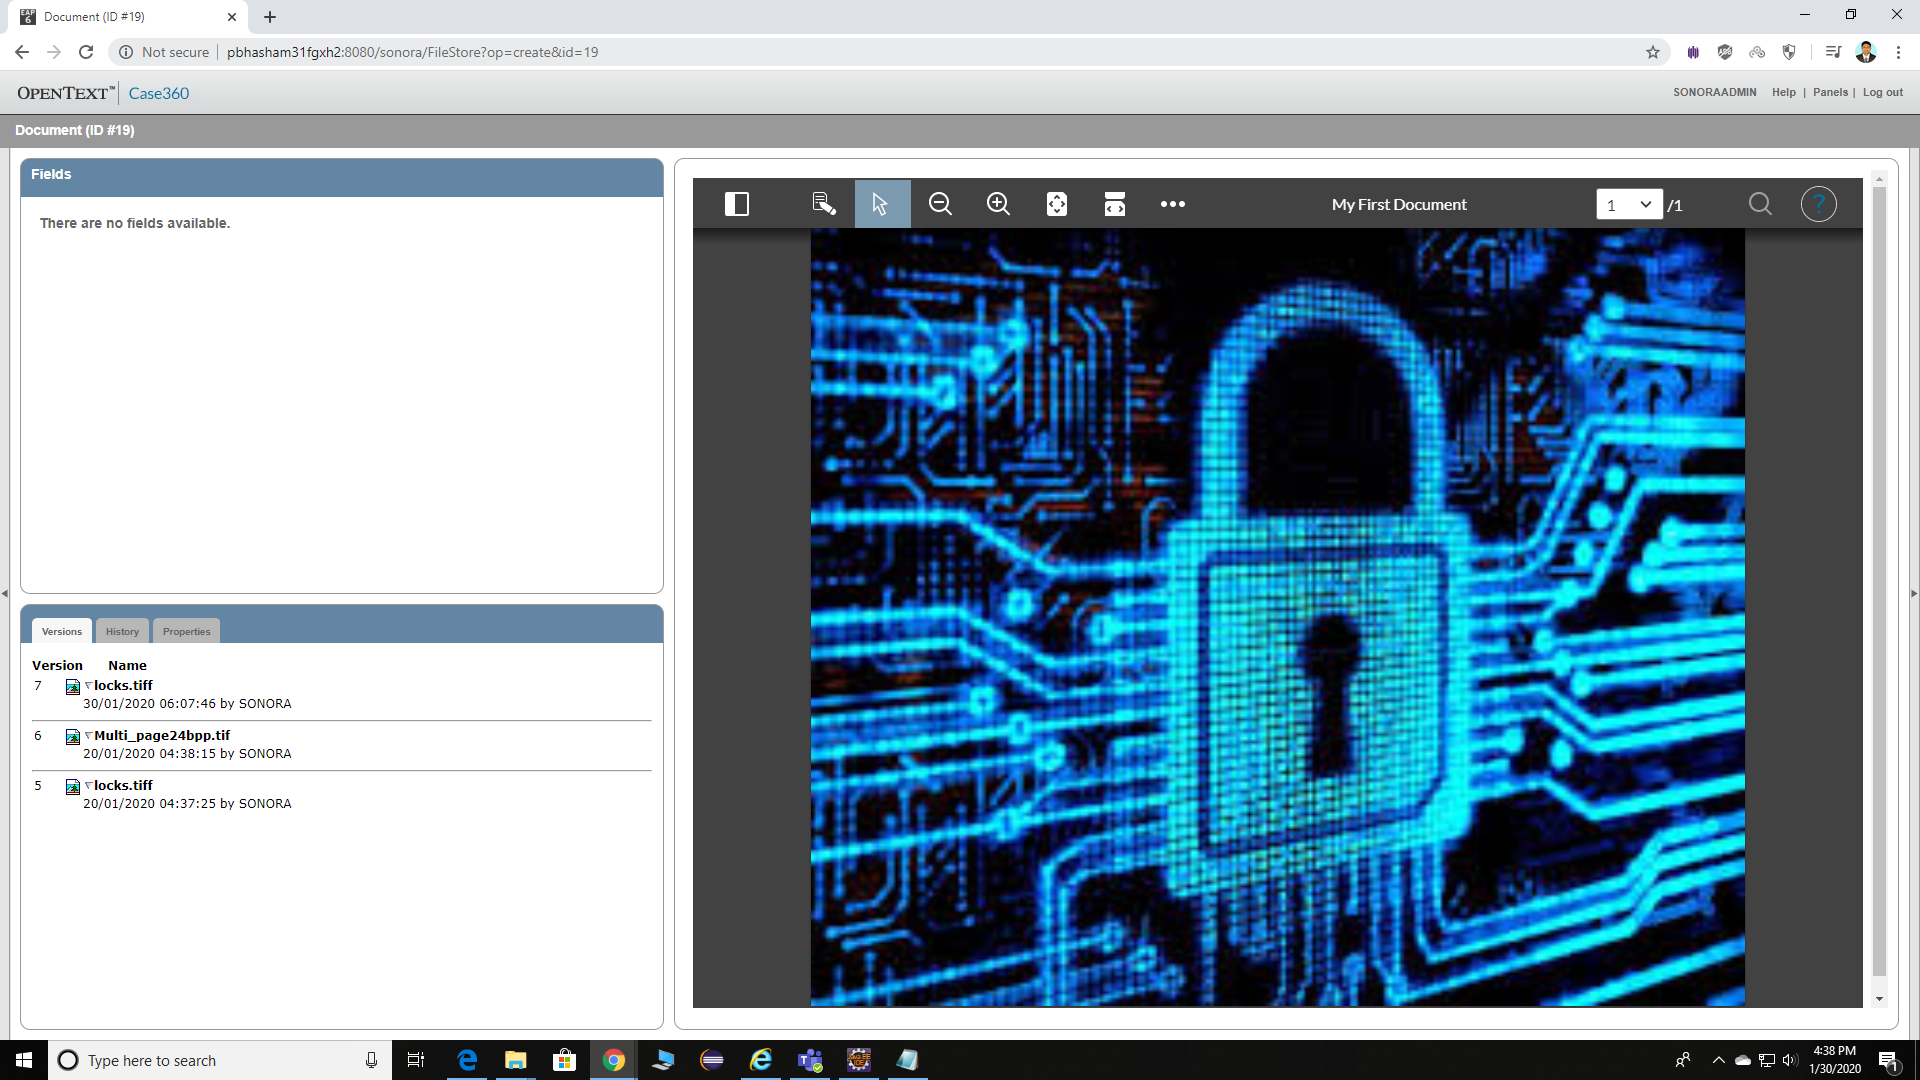 EAP
6
Document (ID #19)
Not secure
pbhasham31fgxh2:8080/sonora/FileStore?op=create&id=19
OPENTEXT™ Case360
SONORAADMIN Help | Panels | Log out
Document (ID #19)
Fields
There are no fields available.
My First Document
1 /1
?
Versions History Properties
Version Name
7 locks.tiff
30/01/2020 06:07:46 by SONORA
6 Multi_page24bpp.tif
20/01/2020 04:38:15 by SONORA
5 locks.tiff
20/01/2020 04:37:25 by SONORA
Type here to search
4:38 PM
1/30/2020
1